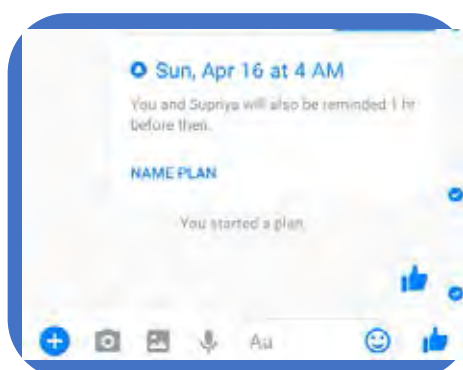 Sun, Apr 16 at 4 AM
You and Supriya will also be reminded 1 hr
before then.
NAME PLAN
You started a plan.
Aa